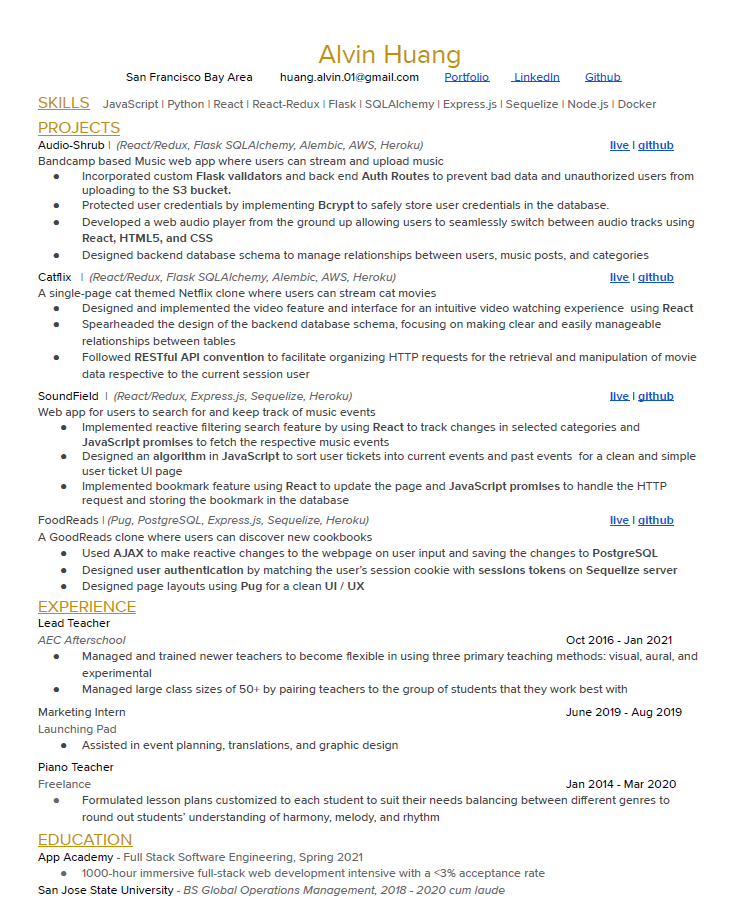 Alvin Huang
San Francisco Bay Area huang.alvin.01@gmail.com Portfolio LinkedIn Github
SKILLS JavaScript | Python | React | React-Redux | Flask | SQLAlchemy | Express.js | Sequelize | Node.js | Docker
PROJECTS
Audio-Shrub | (React/Redux, Flask SQLAlchemy, Alembic, AWS, Heroku) live | github
Bandcamp based Music web app where users can stream and upload music
● Incorporated custom Flask validators and back end Auth Routes to prevent bad data and unauthorized users from
uploading to the S3 bucket.
● Protected user credentials by implementing Bcrypt to safely store user credentials in the database.
● Developed a web audio player from the ground up allowing users to seamlessly switch between audio tracks using
React, HTML5, and CSS
● Designed backend database schema to manage relationships between users, music posts, and categories
Catflix | (React/Redux, Flask SQLAlchemy, Alembic, AWS, Heroku) live | github
A single-page cat themed Netflix clone where users can stream cat movies
● Designed and implemented the video feature and interface for an intuitive video watching experience using React
● Spearheaded the design of the backend database schema, focusing on making clear and easily manageable
relationships between tables
● Followed RESTful API convention to facilitate organizing HTTP requests for the retrieval and manipulation of movie
data respective to the current session user
SoundField | (React/Redux, Express.js, Sequelize, Heroku) live | github
Web app for users to search for and keep track of music events
● Implemented reactive filtering search feature by using React to track changes in selected categories and
JavaScript promises to fetch the respective music events
● Designed an algorithm in JavaScript to sort user tickets into current events and past events for a clean and simple
user ticket UI page
● Implemented bookmark feature using React to update the page and JavaScript promises to handle the HTTP
request and storing the bookmark in the database
FoodReads | (Pug, PostgreSQL, Express.js, Sequelize, Heroku) live | github
A GoodReads clone where users can discover new cookbooks
● Used AJAX to make reactive changes to the webpage on user input and saving the changes to PostgreSQL
● Designed user authentication by matching the user's session cookie with sessions tokens on Sequelize server
● Designed page layouts using Pug for a clean UI / UX
EXPERIENCE
Lead Teacher
AEC Afterschool Oct 2016 - Jan 2021
● Managed and trained newer teachers to become flexible in using three primary teaching methods: visual, aural, and
experimental
● Managed large class sizes of 50+ by pairing teachers to the group of students that they work best with
Marketing Intern June 2019 - Aug 2019
Launching Pad
● Assisted in event planning, translations, and graphic design
Piano Teacher
Freelance Jan 2014 - Mar 2020
● Formulated lesson plans customized to each student to suit their needs balancing between different genres to
round out students' understanding of harmony, melody, and rhythm
EDUCATION
App Academy - Full Stack Software Engineering, Spring 2021
● 1000-hour immersive full-stack web development intensive with a <3% acceptance rate
San Jose State University - BS Global Operations Management, 2018 - 2020 cum laude